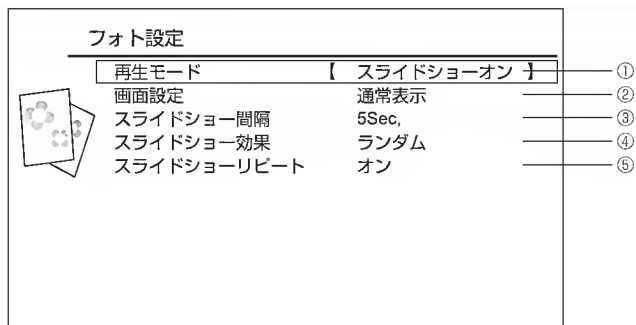 フォト設定
再生モード 【 スライドショーオン 】 ①
画面設定 通常表示 ②
スライドショー間隔 5Sec, ③
スライドショー効果 ランダム ④
スライドショーリピート オン ⑤